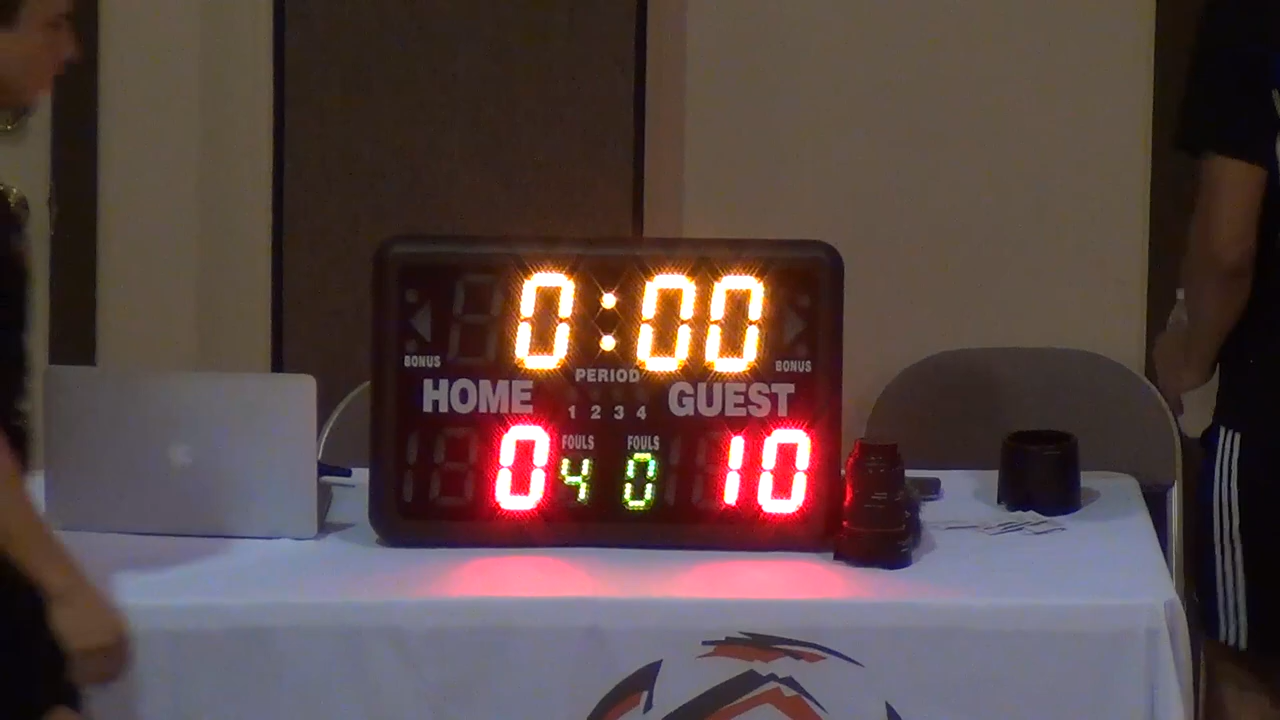 0:00
BONUS PERIOD BONUS
HOME 1 2 3 4 GUEST
FOULS FOULS
0 4 0 10